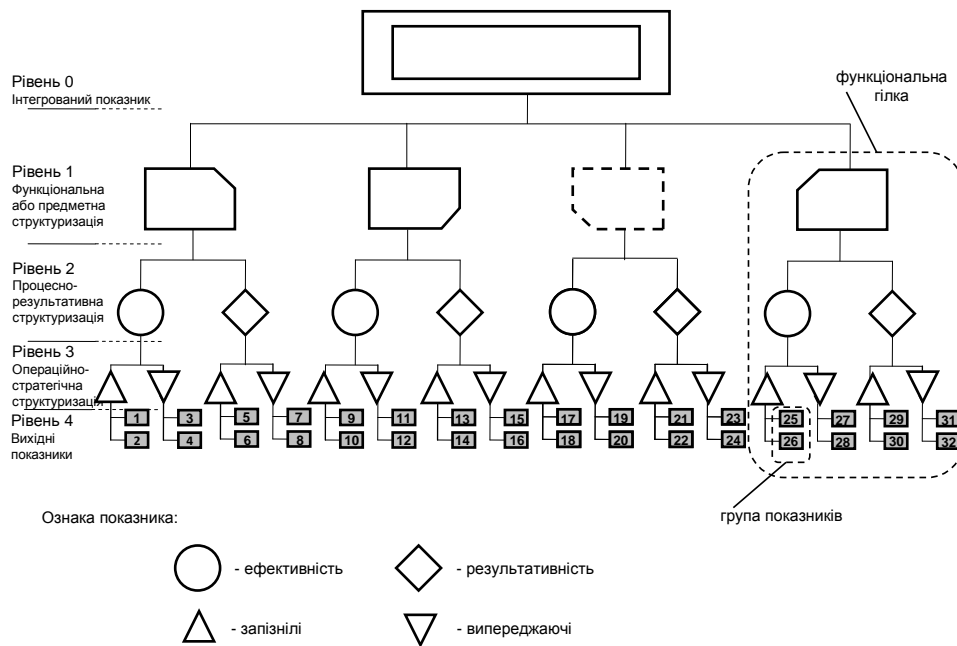 Рівень 0
Інтегрований показник
функціональна
гілка
Рівень 1
Функціональна
або предметна
структуризація
Рівень 2
Процесно-
результативна
структуризація
Рівень 3
Операційно-
стратегічна
структуризація
Рівень 4
Вихідні
показники
1 3 5 7 9 11 13 15 17 19 21 23 25 27 29 31
2 4 6 8 10 12 14 16 18 20 22 24 26 28 30 32
група показників
Ознака показника:
- ефективність
- результативність
- запізнілі
- випереджаючі